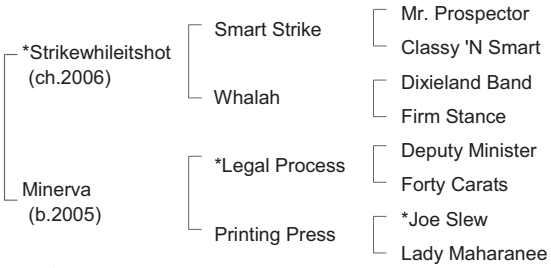 *Strikewhileitshot
(ch.2006)
Minerva
(b.2005)
Smart Strike
Whalah
*Legal Process
Printing Press
Mr. Prospector
Classy 'N Smart
Dixieland Band
Firm Stance
Deputy Minister
Forty Carats
*Joe Slew
Lady Maharanee